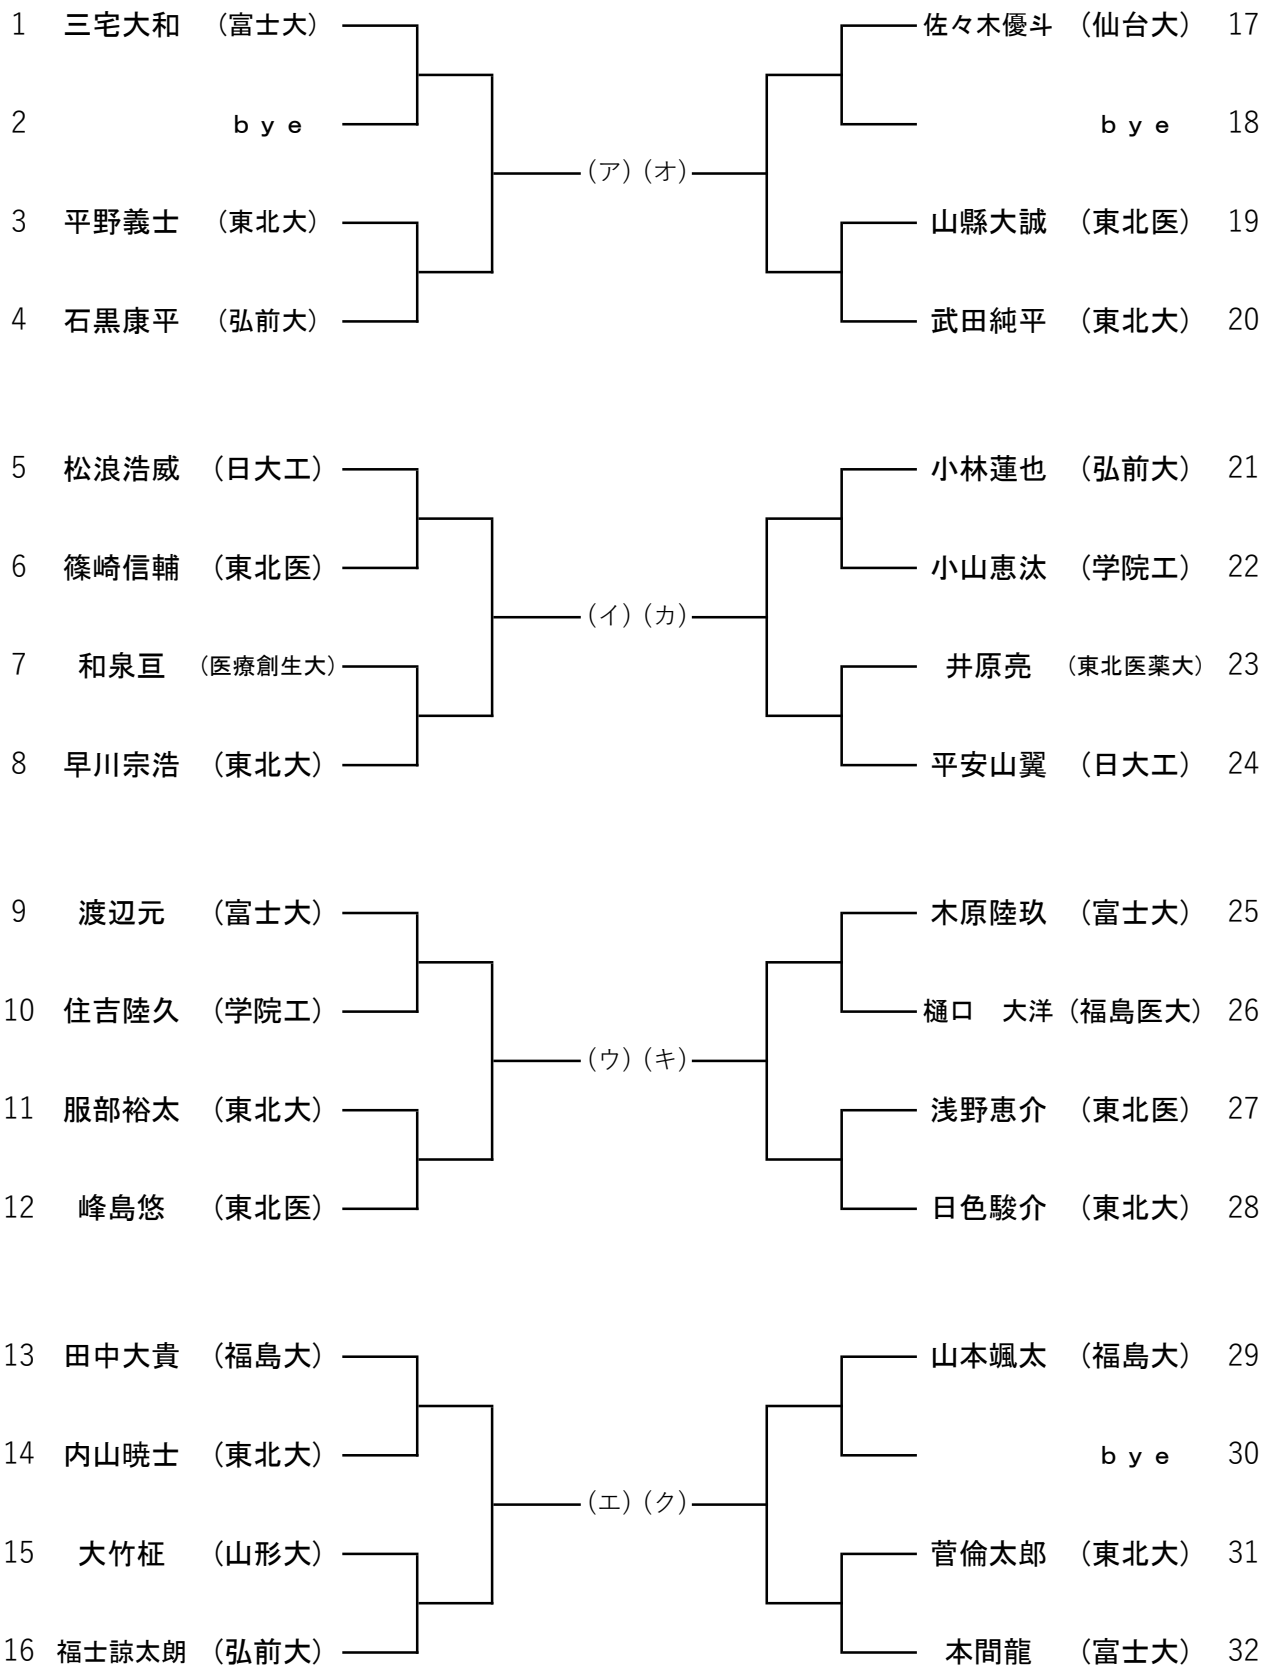 1 三宅大和 （富士大） 佐々木優斗 （仙台大） 17
2 ｂｙｅ ｂｙｅ 18
（ア）（オ）
3 平野義士 （東北大） 山縣大誠 （東北医） 19
4 石黒康平 （弘前大） 武田純平 （東北大） 20
5 松浪浩威 （日大工） 小林蓮也 （弘前大） 21
6 篠崎信輔 （東北医） 小山恵汰 （学院工） 22
（イ）（カ）
7 和泉亘 （医療創生大） 井原亮 （東北医薬大） 23
8 早川宗浩 （東北大） 平安山翼 （日大工） 24
9 渡辺元 （富士大） 木原陸玖 （富士大） 25
10 住吉陸久 （学院工） 樋口　大洋 （福島医大） 26
（ウ）（キ）
11 服部裕太 （東北大） 浅野恵介 （東北医） 27
12 峰島悠 （東北医） 日色駿介 （東北大） 28
13 田中大貴 （福島大） 山本颯太 （福島大） 29
14 内山暁士 （東北大） ｂｙｅ 30
（エ）（ク）
15 大竹柾 （山形大） 菅倫太郎 （東北大） 31
16 福士諒太朗 （弘前大） 本間龍 （富士大） 32